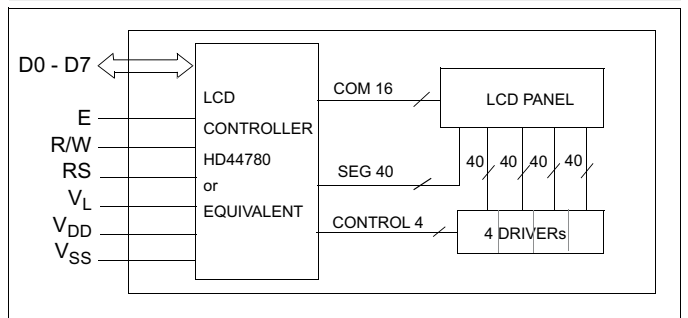 D0 - D7
E
R/W
RS
VL
VDD
VSS
LCD
CONTROLLER
HD44780
or
EQUIVALENT
COM 16
SEG 40
CONTROL 4
LCD PANEL
40 40 40 40
4 DRIVERs